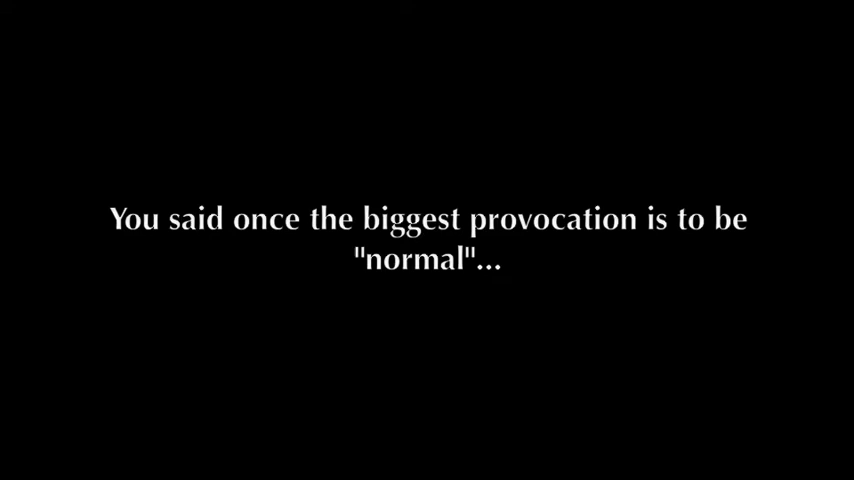 You said once the biggest provocation is to be
"normal"...